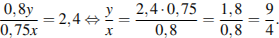 0,8y/0,75x = 2,4 ⇔ y/x = 2,4·0,75/0,8 = 1,8/0,8 = 9/4.